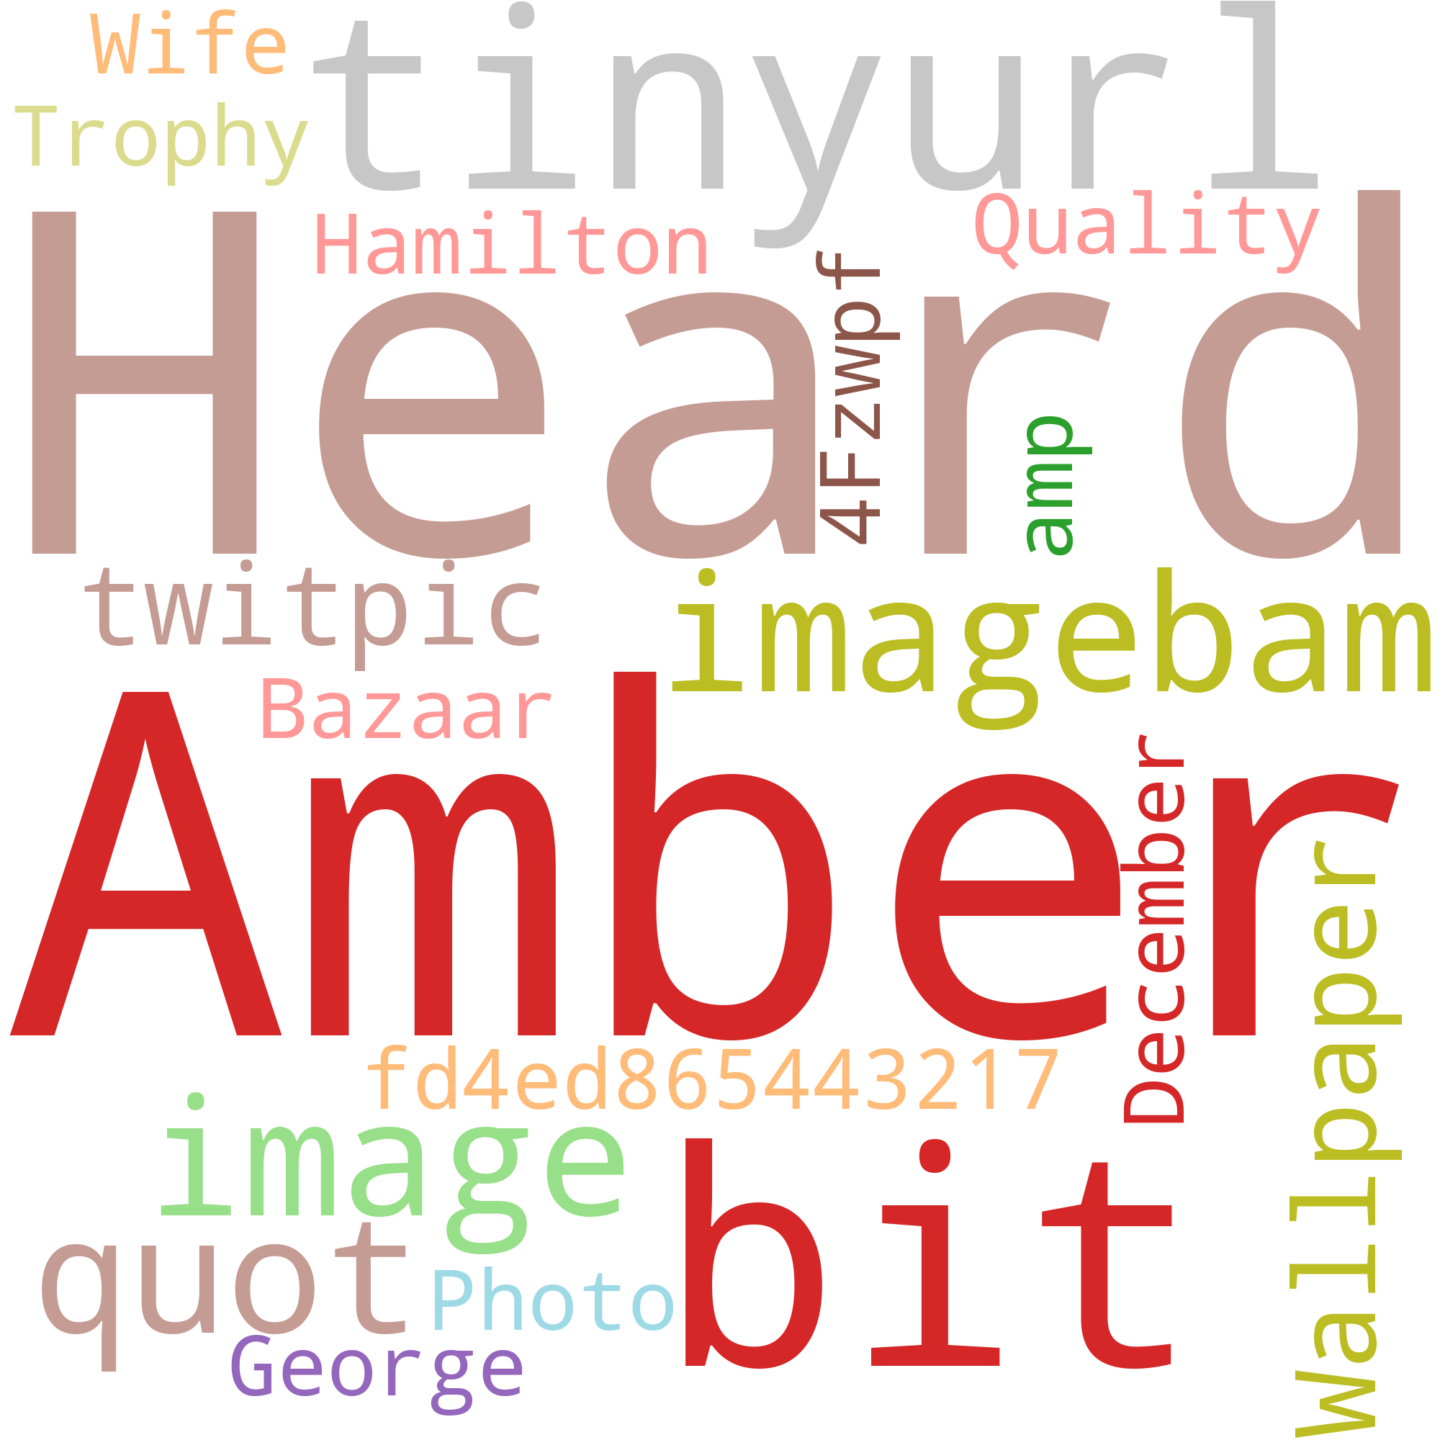 Wife
tinyurl
Trophy
Hamilton
Quality
Heard
4Fzwpf
amp
twitpic
imagebam
Bazaar
Amber
December
Wallpaper
fd4ed865443217
image
bit
quot
Photo
George